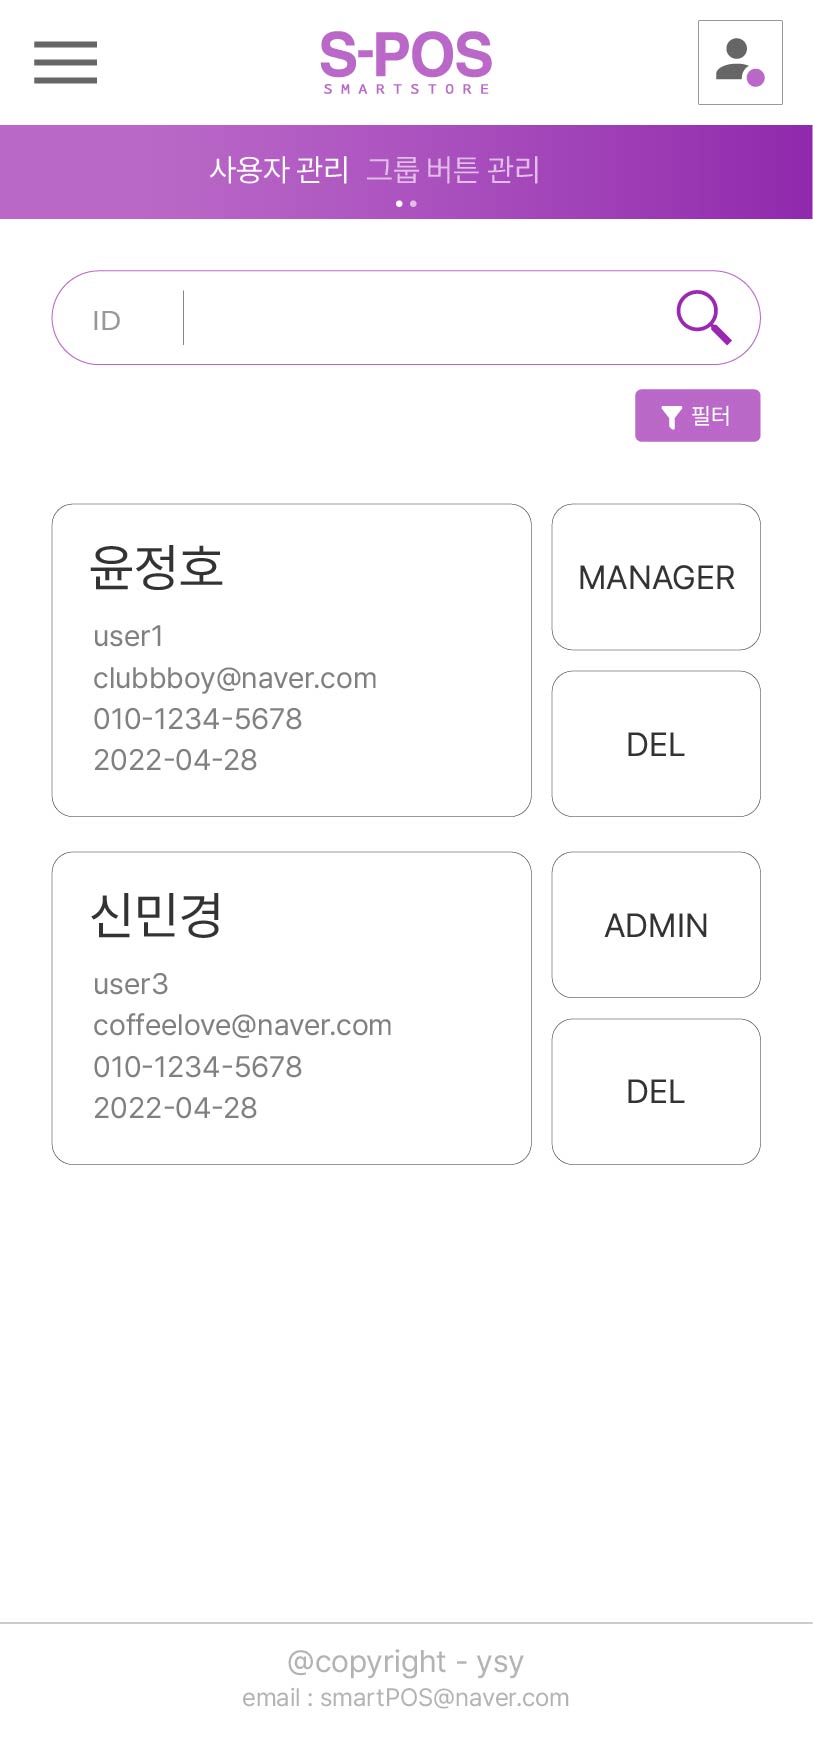 S-POS
SMARTSTORE
사용자 관리 그룹 버튼 관리
ID
필터
윤정호
user1
clubbboy@naver.com
010-1234-5678
2022-04-28
MANAGER
DEL
신민경
user3
coffeelove@naver.com
010-1234-5678
2022-04-28
ADMIN
DEL
@copyright - ysy
email : smartPOS@naver.com